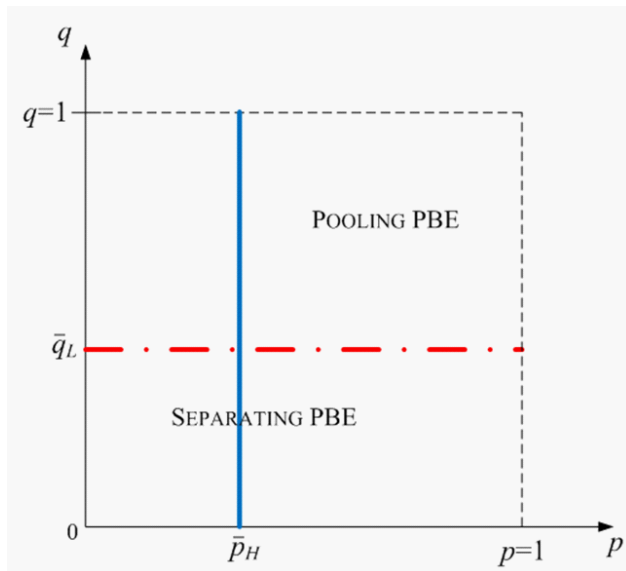 q
q=1
POOLING PBE
q̄L
SEPARATING PBE
0
p̄H
p=1
p